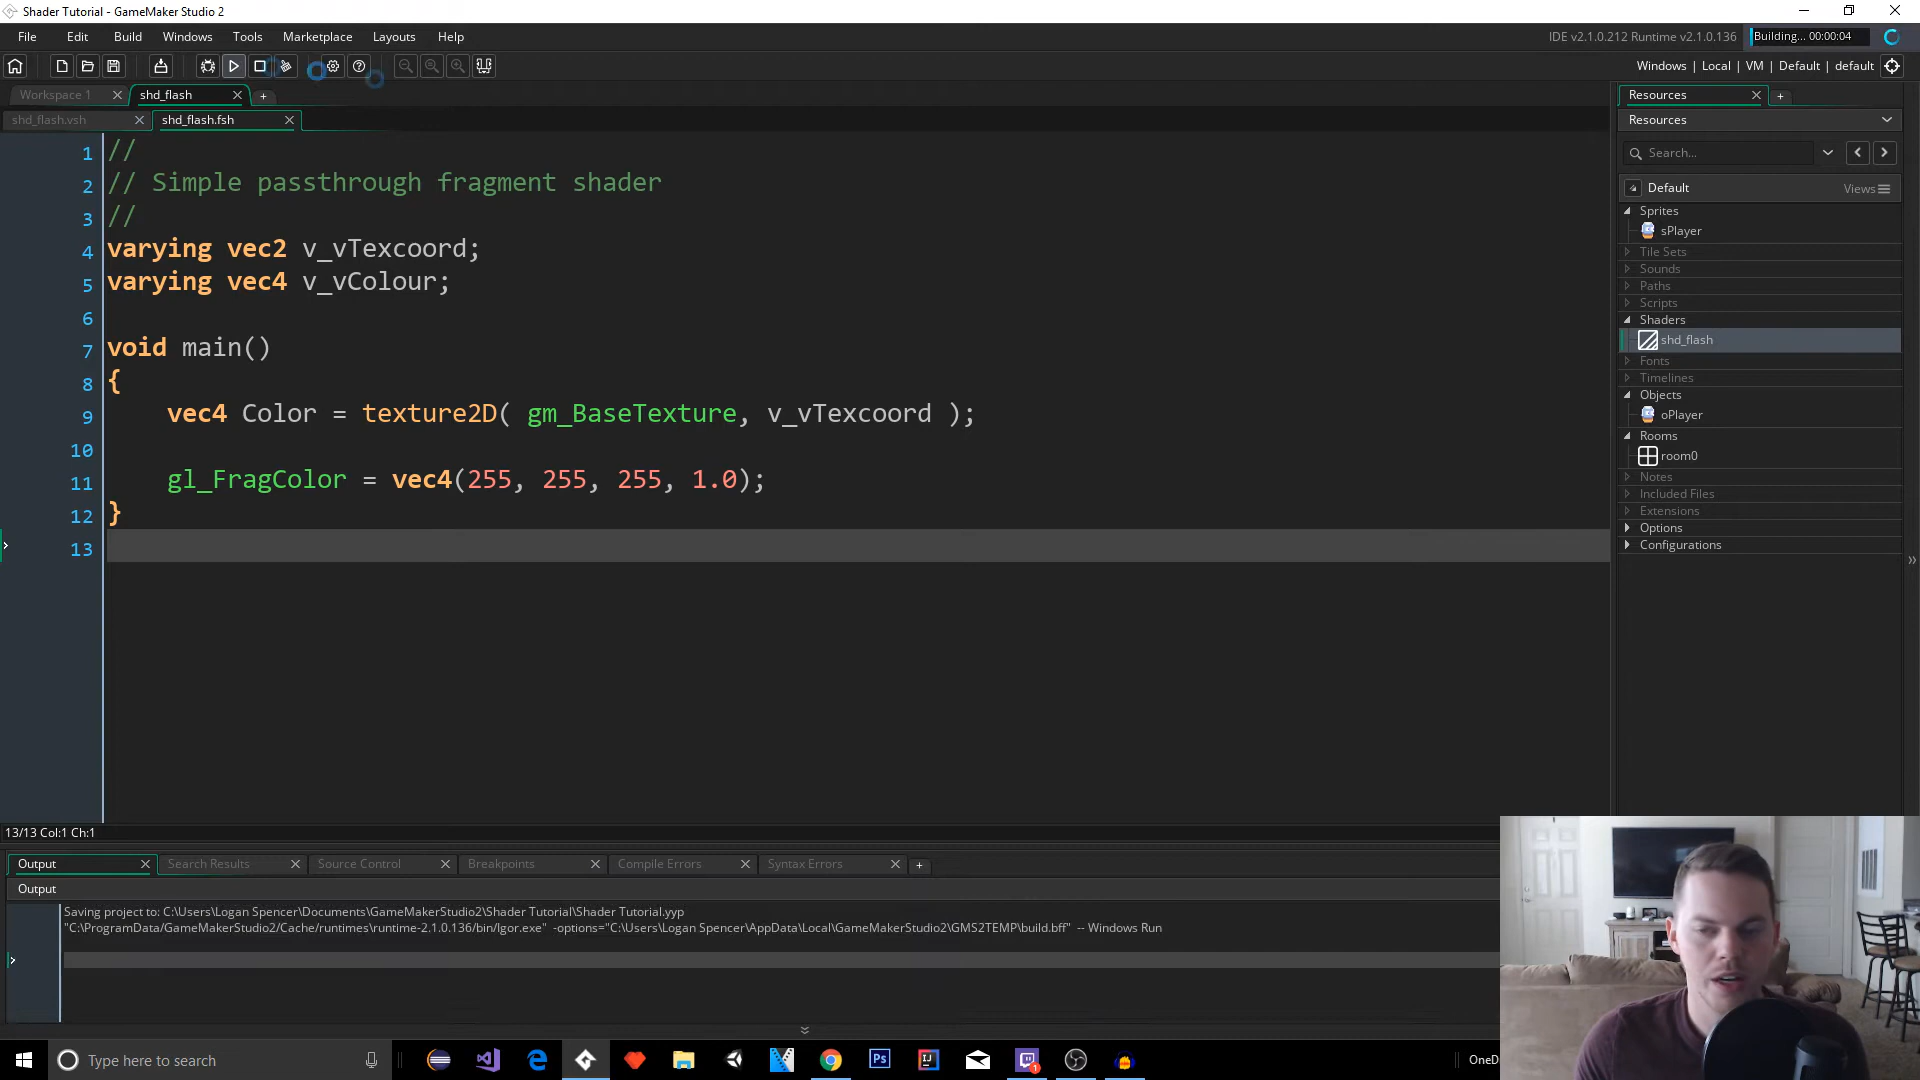 Shader Tutorial - GameMaker Studio 2
File Edit Build Windows Tools Marketplace Layouts Help
IDE v2.1.0.212 Runtime v2.1.0.136
Building... 00:00:04
Windows | Local | VM | Default | default
Workspace 1
shd_flash
shd_flash.vsh
shd_flash.fsh
1 //
2 // Simple passthrough fragment shader
3 //
4 varying vec2 v_vTexcoord;
5 varying vec4 v_vColour;
6
7 void main()
8 {
9 vec4 Color = texture2D( gm_BaseTexture, v_vTexcoord );
10
11 gl_FragColor = vec4(255, 255, 255, 1.0);
12 }
13
13/13 Col:1 Ch:1
Resources
Resources
Search...
Default
Views
Sprites
sPlayer
Tile Sets
Sounds
Paths
Scripts
Shaders
shd_flash
Fonts
Timelines
Objects
oPlayer
Rooms
room0
Notes
Included Files
Extensions
Options
Configurations
Output Search Results Source Control Breakpoints Compile Errors Syntax Errors
Output
Saving project to: C:\Users\Logan Spencer\Documents\GameMakerStudio2\Shader Tutorial\Shader Tutorial.yyp
"C:\ProgramData/GameMakerStudio2/Cache/runtimes\runtime-2.1.0.136/bin/Igor.exe" -options="C:\Users\Logan Spencer\AppData\Local\GameMakerStudio2\GMS2TEMP\build.bff" -- Windows Run
Type here to search
Ps
IJ
1
OneD